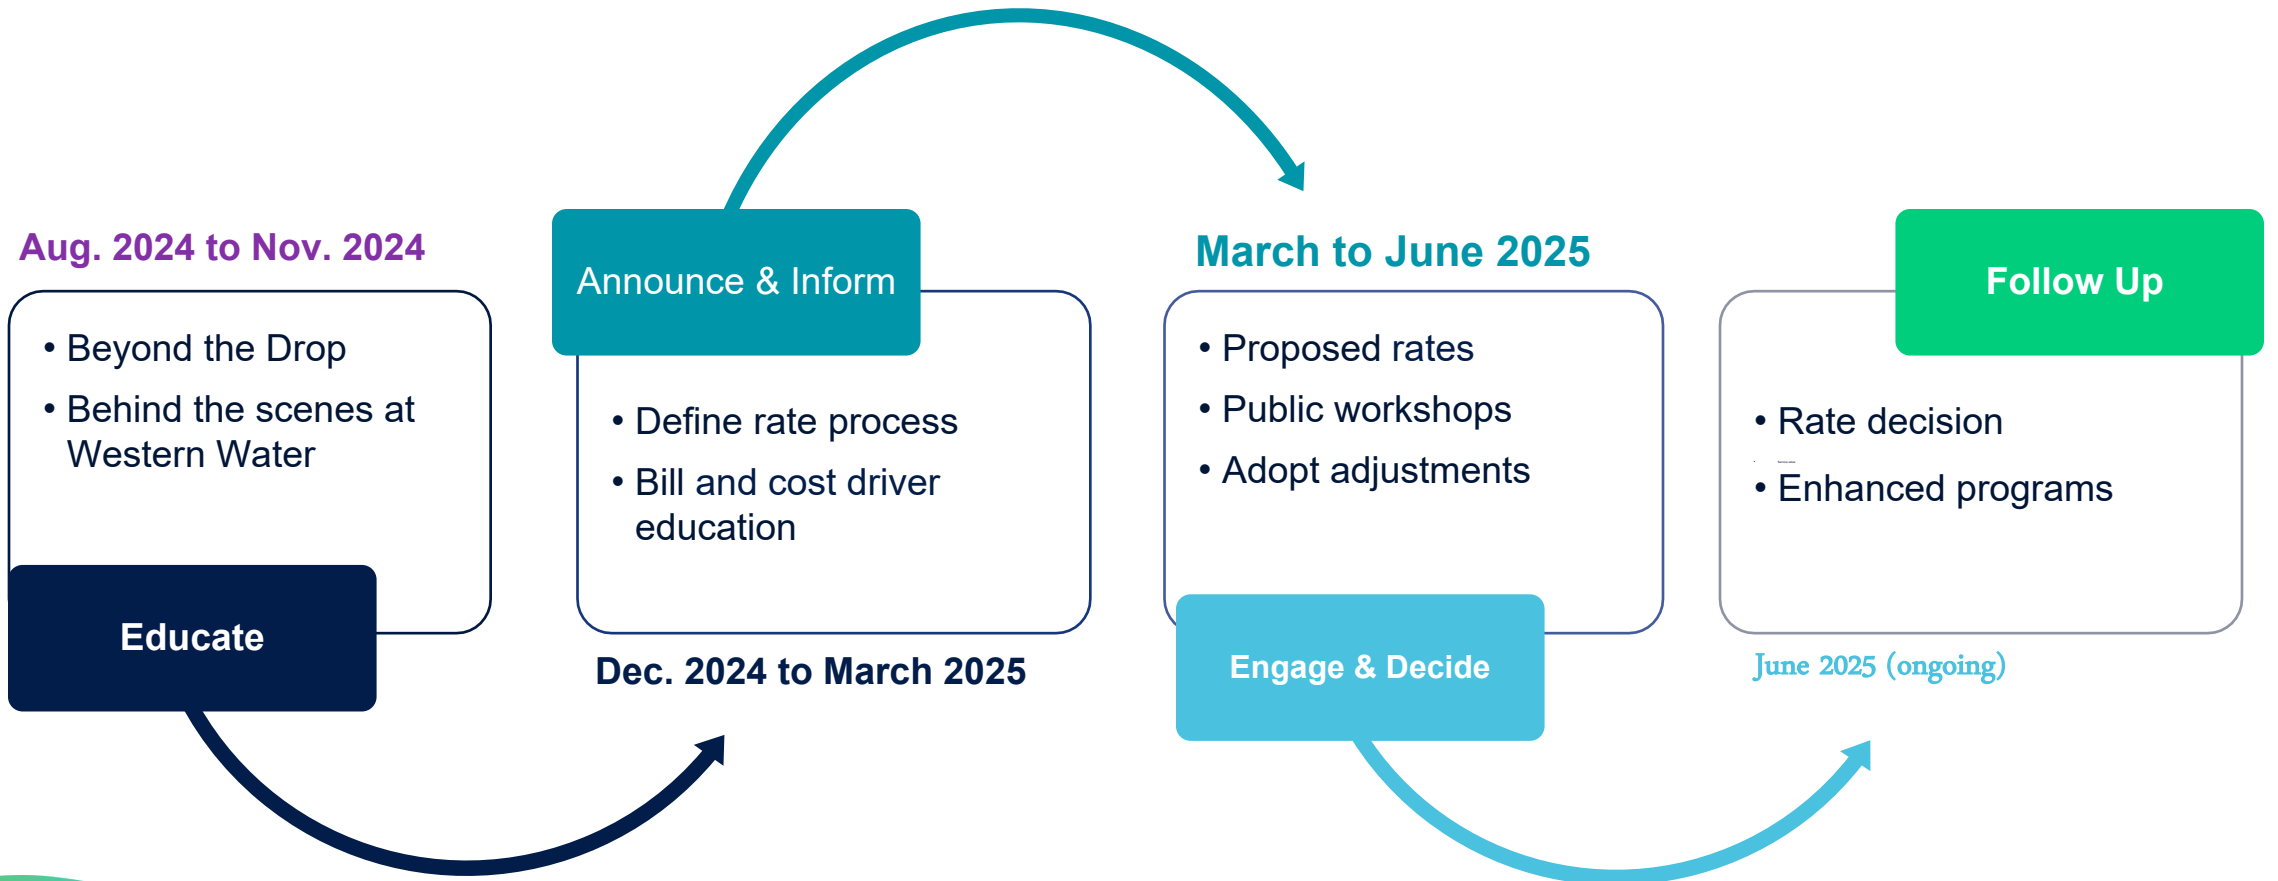 Aug. 2024 to Nov. 2024
• Beyond the Drop
• Behind the scenes at
Western Water
Educate
Announce & Inform
• Define rate process
• Bill and cost driver
education
Dec. 2024 to March 2025
March to June 2025
• Proposed rates
• Public workshops
• Adopt adjustments
Engage & Decide
Follow Up
• Rate decision
• Enhanced programs
June 2025 (ongoing)